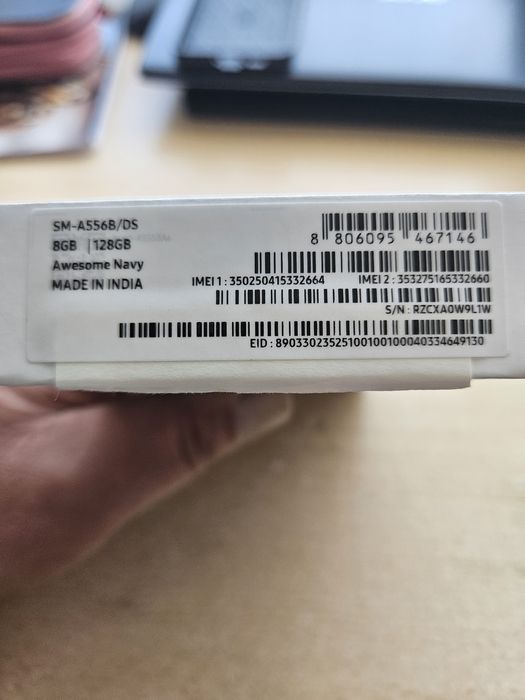 SM-A556B/DS
8GB | 128GB
Awesome Navy
MADE IN INDIA
8 806095 467146
IMEI 1 : 350250415332664 IMEI 2 : 353275165332660
S/N : RZCXA0W9L1W
EID : 89033023525100100100040334649130